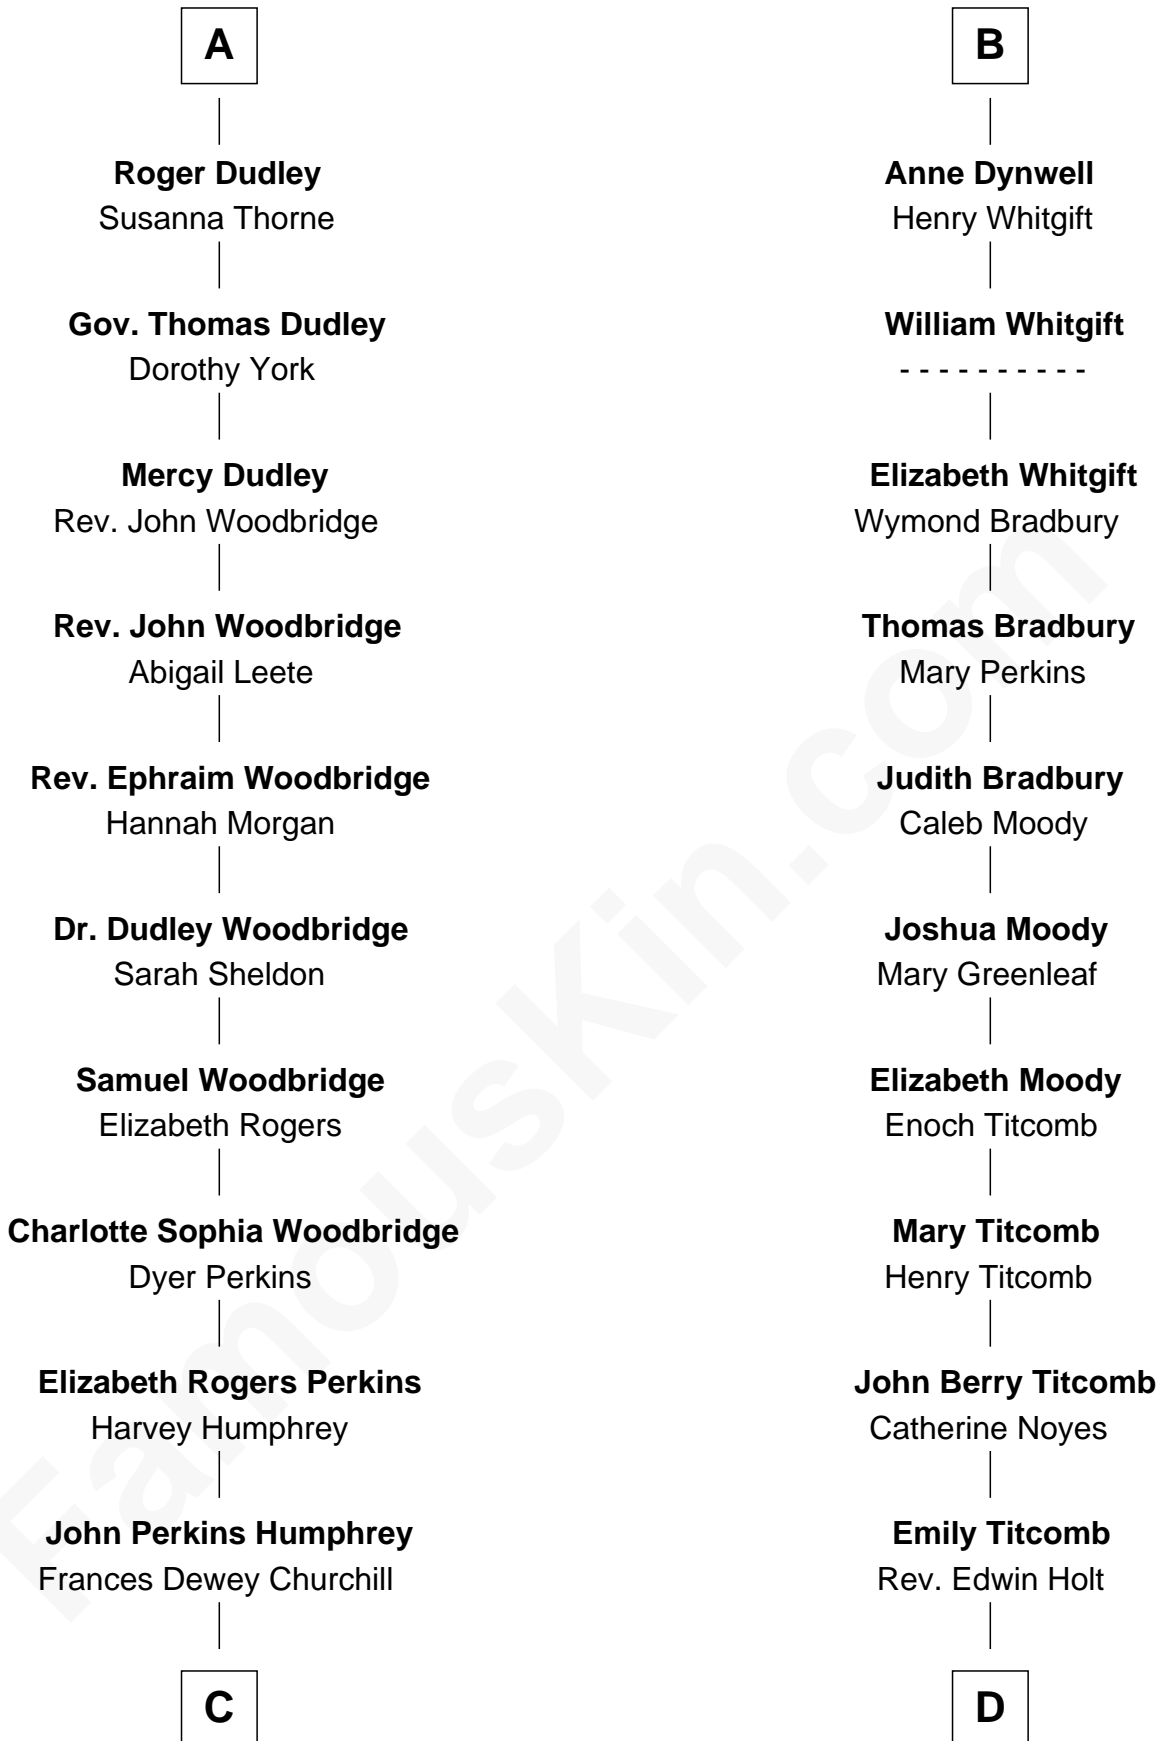 A
Roger Dudley
Susanna Thorne
Gov. Thomas Dudley
Dorothy York
Mercy Dudley
Rev. John Woodbridge
Rev. John Woodbridge
Abigail Leete
Rev. Ephraim Woodbridge
Hannah Morgan
Dr. Dudley Woodbridge
Sarah Sheldon
Samuel Woodbridge
Elizabeth Rogers
Charlotte Sophia Woodbridge
Dyer Perkins
Elizabeth Rogers Perkins
Harvey Humphrey
John Perkins Humphrey
Frances Dewey Churchill
C
B
Anne Dynwell
Henry Whitgift
William Whitgift
- - - - - - - - - -
Elizabeth Whitgift
Wymond Bradbury
Thomas Bradbury
Mary Perkins
Judith Bradbury
Caleb Moody
Joshua Moody
Mary Greenleaf
Elizabeth Moody
Enoch Titcomb
Mary Titcomb
Henry Titcomb
John Berry Titcomb
Catherine Noyes
Emily Titcomb
Rev. Edwin Holt
D
FamousKin.com